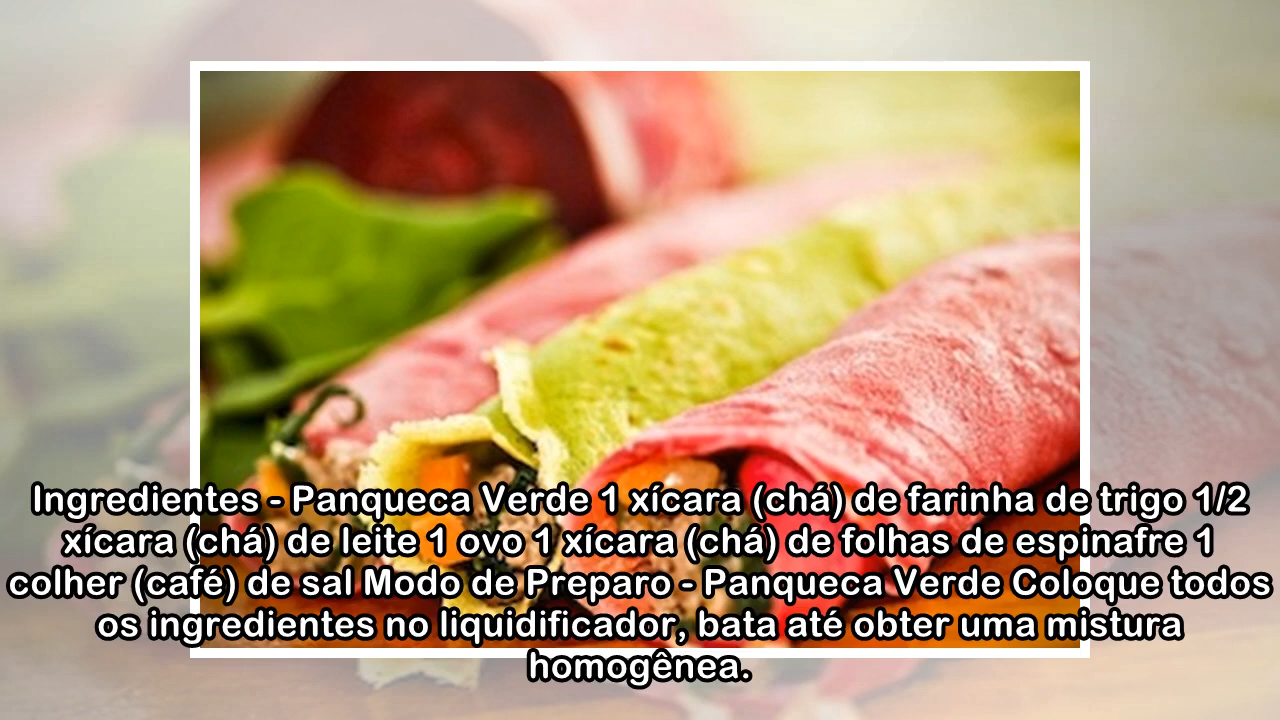 Ingredientes - Panqueca Verde 1 xícara (chá) de farinha de trigo 1/2
xícara (chá) de leite 1 ovo 1 xícara (chá) de folhas de espinafre 1
colher (café) de sal Modo de Preparo - Panqueca Verde Coloque todos
os ingredientes no liquidificador, bata até obter uma mistura
homogênea.